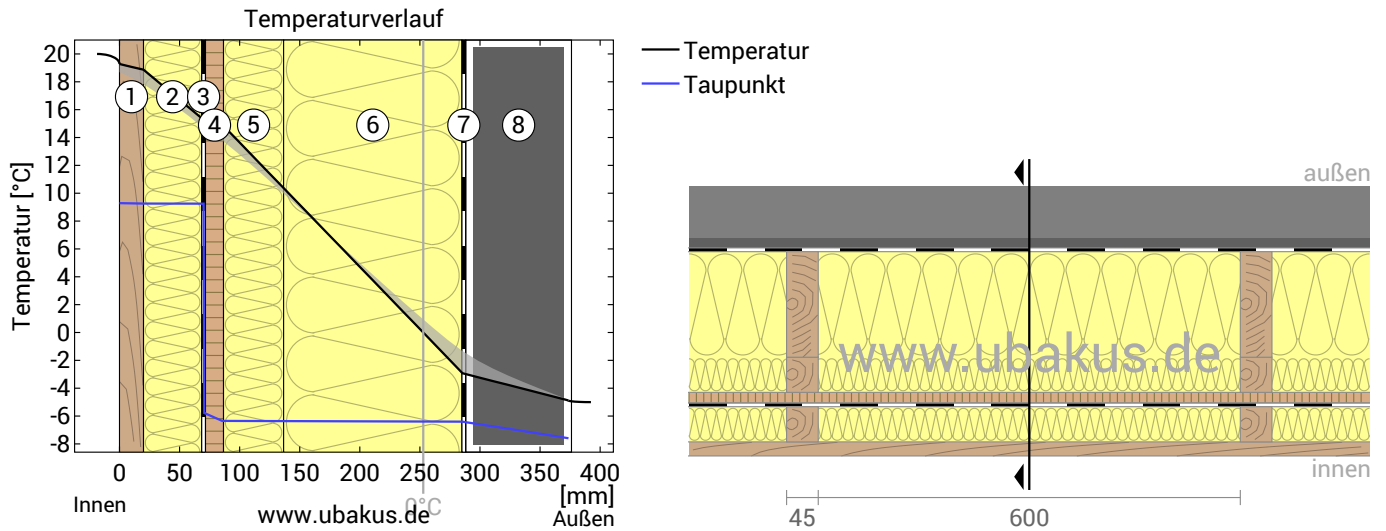 Temperaturverlauf
Temperatur [°C]
20
18
16
14
12
10
8
6
4
2
0
-2
-4
-6
-8
1
2
3
4
5
6
7
8
0
50
100
150
200
250
300
350
400
[mm]
0°C
Innen
www.ubakus.de
Außen
Temperatur
Taupunkt
außen
www.ubakus.de
innen
45
600